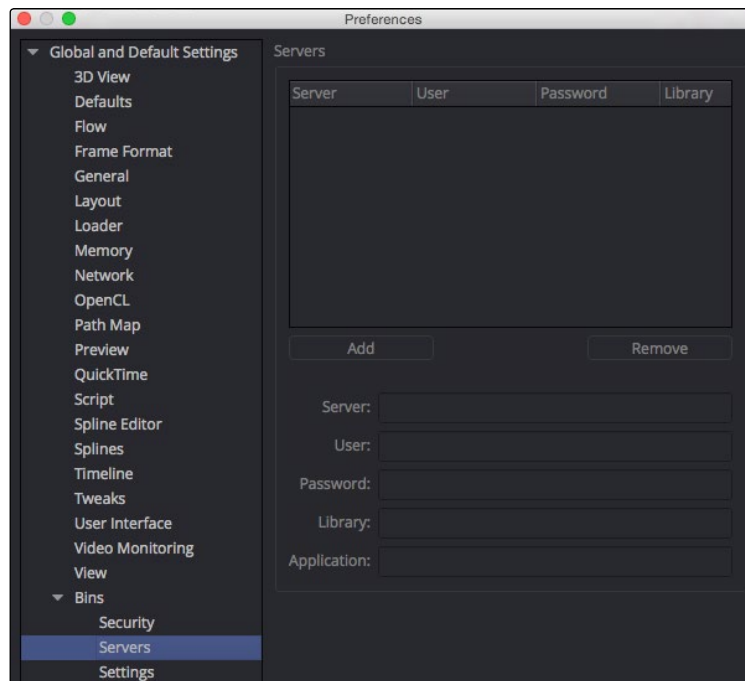 Preferences
Global and Default Settings
3D View
Defaults
Flow
Frame Format
General
Layout
Loader
Memory
Network
OpenCL
Path Map
Preview
QuickTime
Script
Spline Editor
Splines
Timeline
Tweaks
User Interface
Video Monitoring
View
Bins
Security
Servers
Settings
Servers
Server User Password Library
Add Remove
Server:
User:
Password:
Library:
Application: